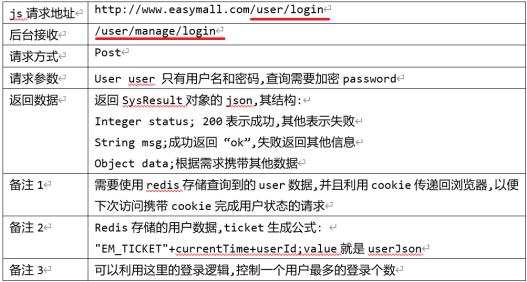 js 请求地址 http://www.easymall.com/user/login
后台接收 /user/manage/login
请求方式 Post
请求参数 User user 只有用户名和密码,查询需要加密 password
返回数据 返回 SysResult 对象的 json,其结构:
Integer status; 200 表示成功,其他表示失败
String msg;成功返回 “ok”,失败返回其他信息
Object data;根据需求携带其他数据
备注 1 需要使用 redis 存储查询到的 user 数据,并且利用 cookie 传递回浏览器,以便
下次访问携带 cookie 完成用户状态的请求
备注 2 Redis 存储的用户数据,ticket 生成公式:
"EM_TICKET"+currentTime+userId;value 就是 userJson
备注 3 可以利用这里的登录逻辑,控制一个用户最多的登录个数